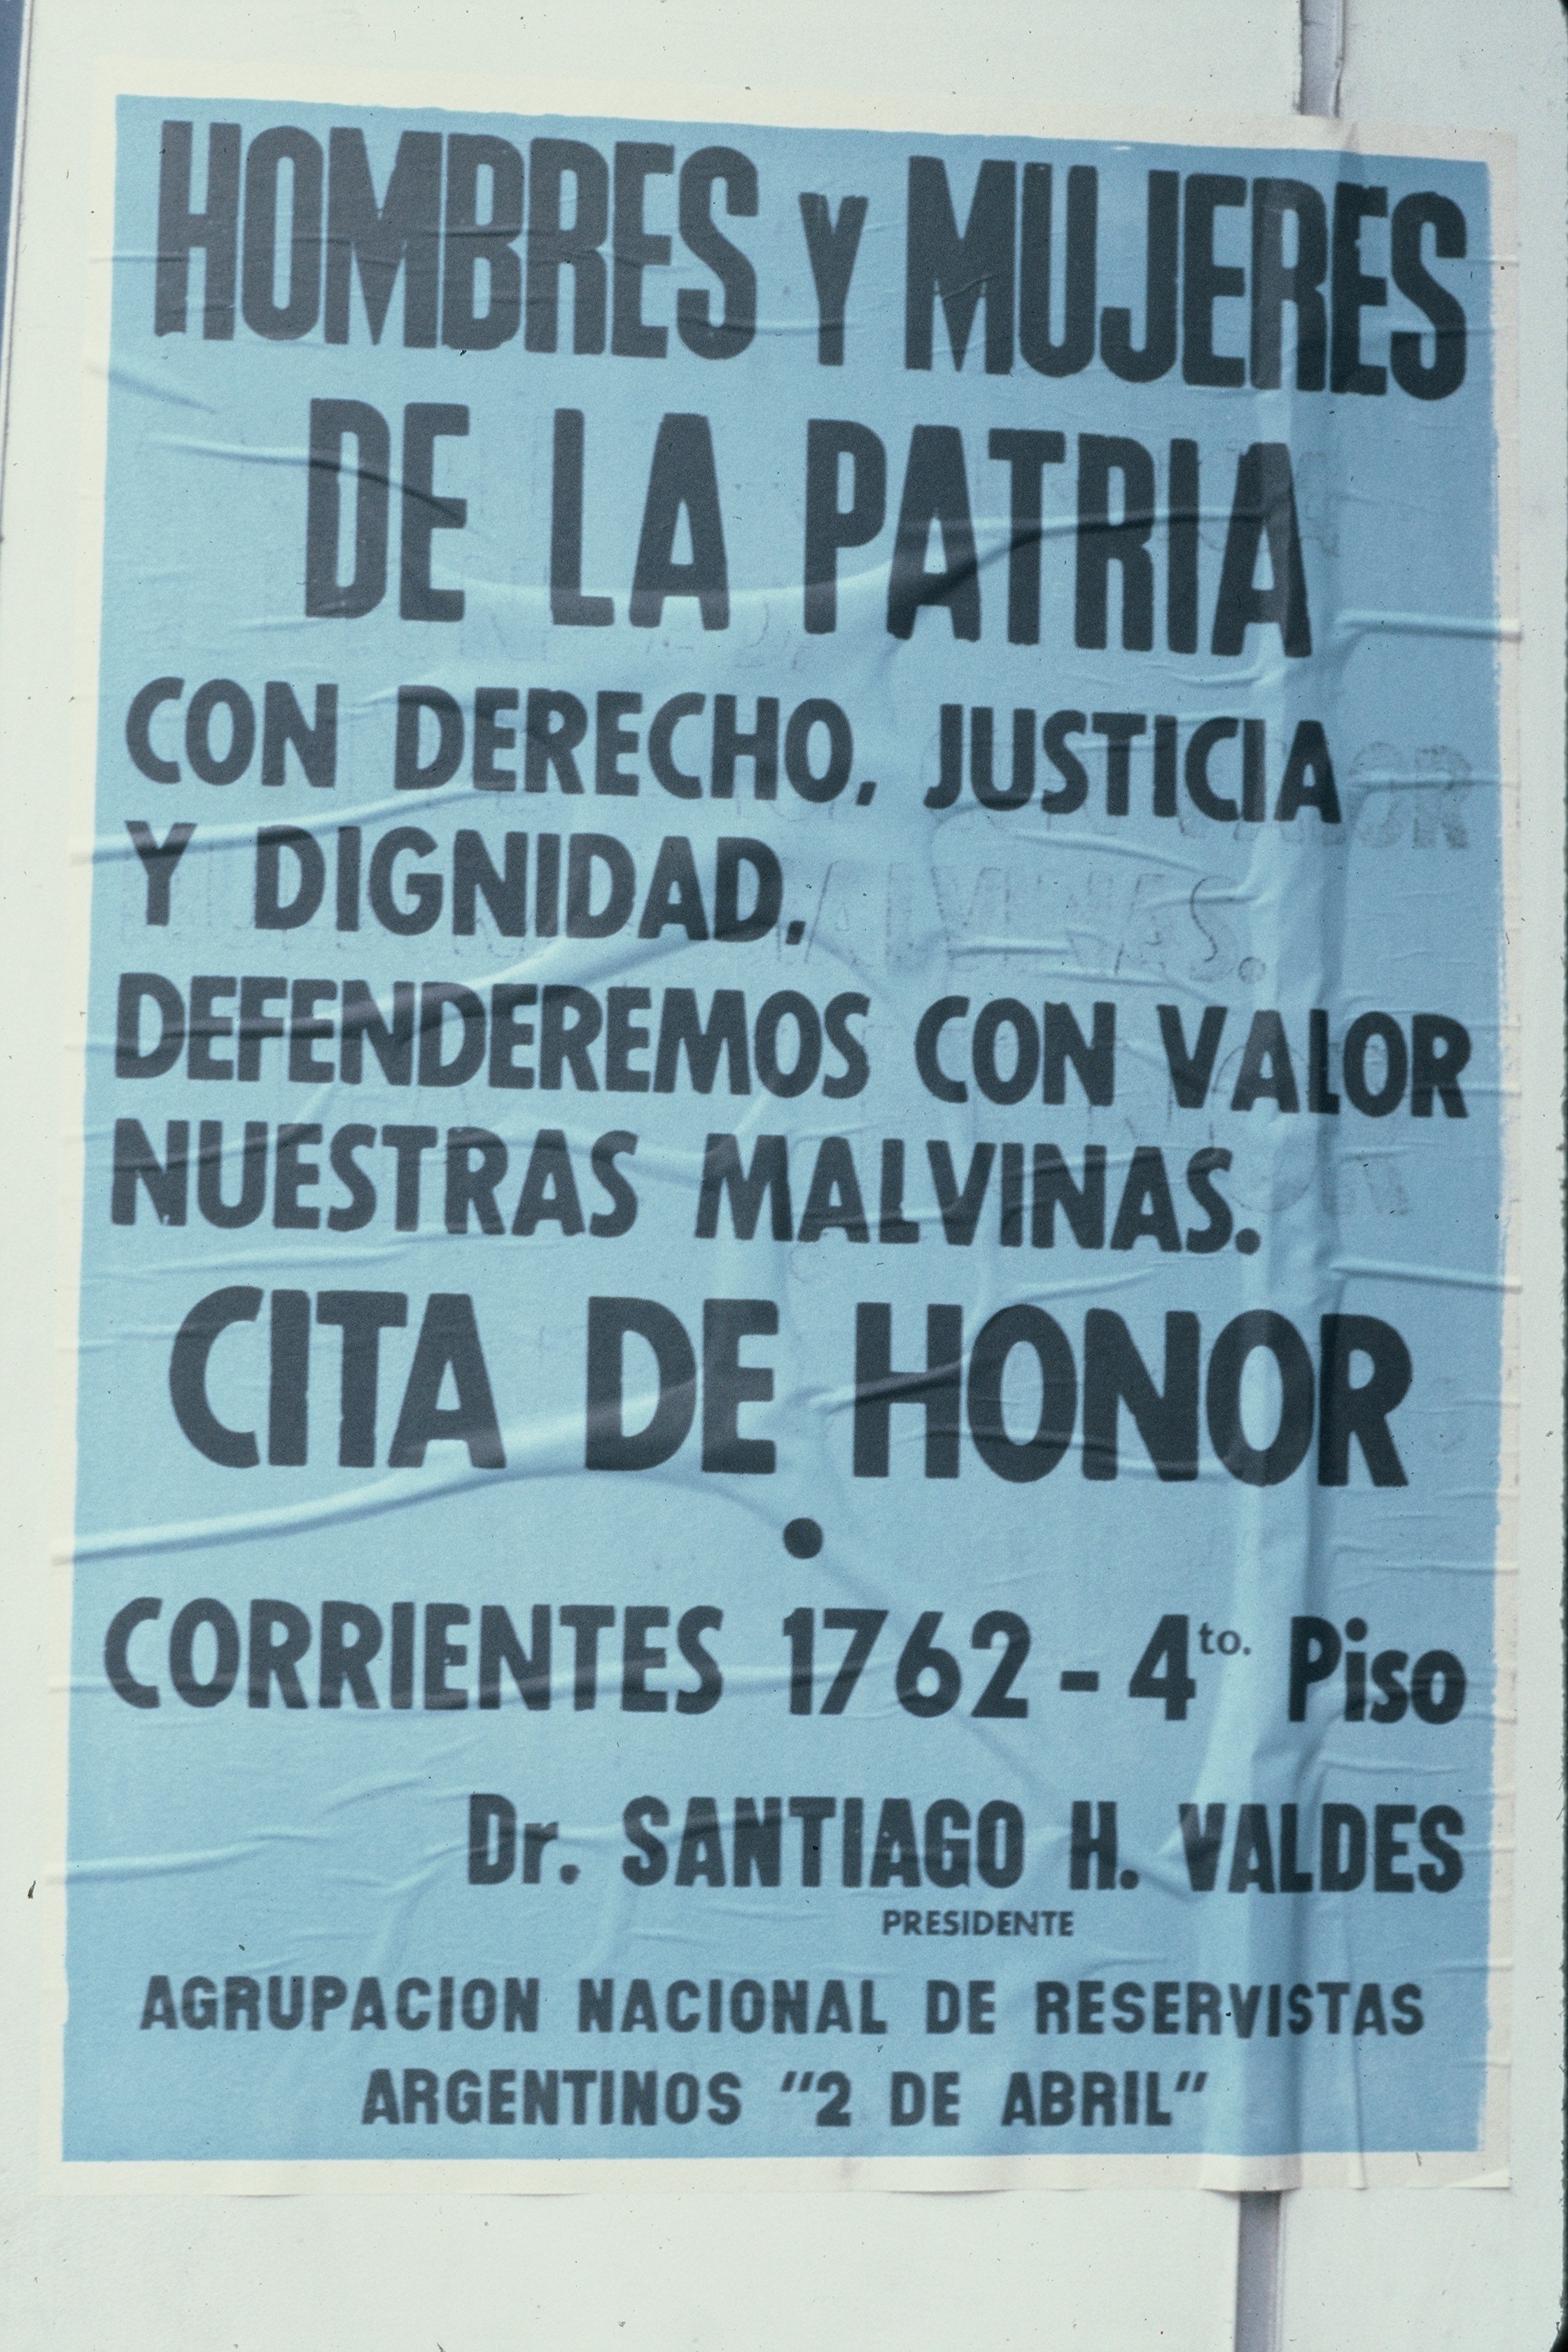 HOMBRES Y MUJERES
DE LA PATRIA
CON DERECHO, JUSTICIA
Y DIGNIDAD,
DEFENDEREMOS CON VALOR
NUESTRAS MALVINAS.
CITA DE HONOR
•
CORRIENTES 1762 - 4to. Piso
Dr. SANTIAGO H. VALDES
PRESIDENTE
AGRUPACION NACIONAL DE RESERVISTAS
ARGENTINOS "2 DE ABRIL"